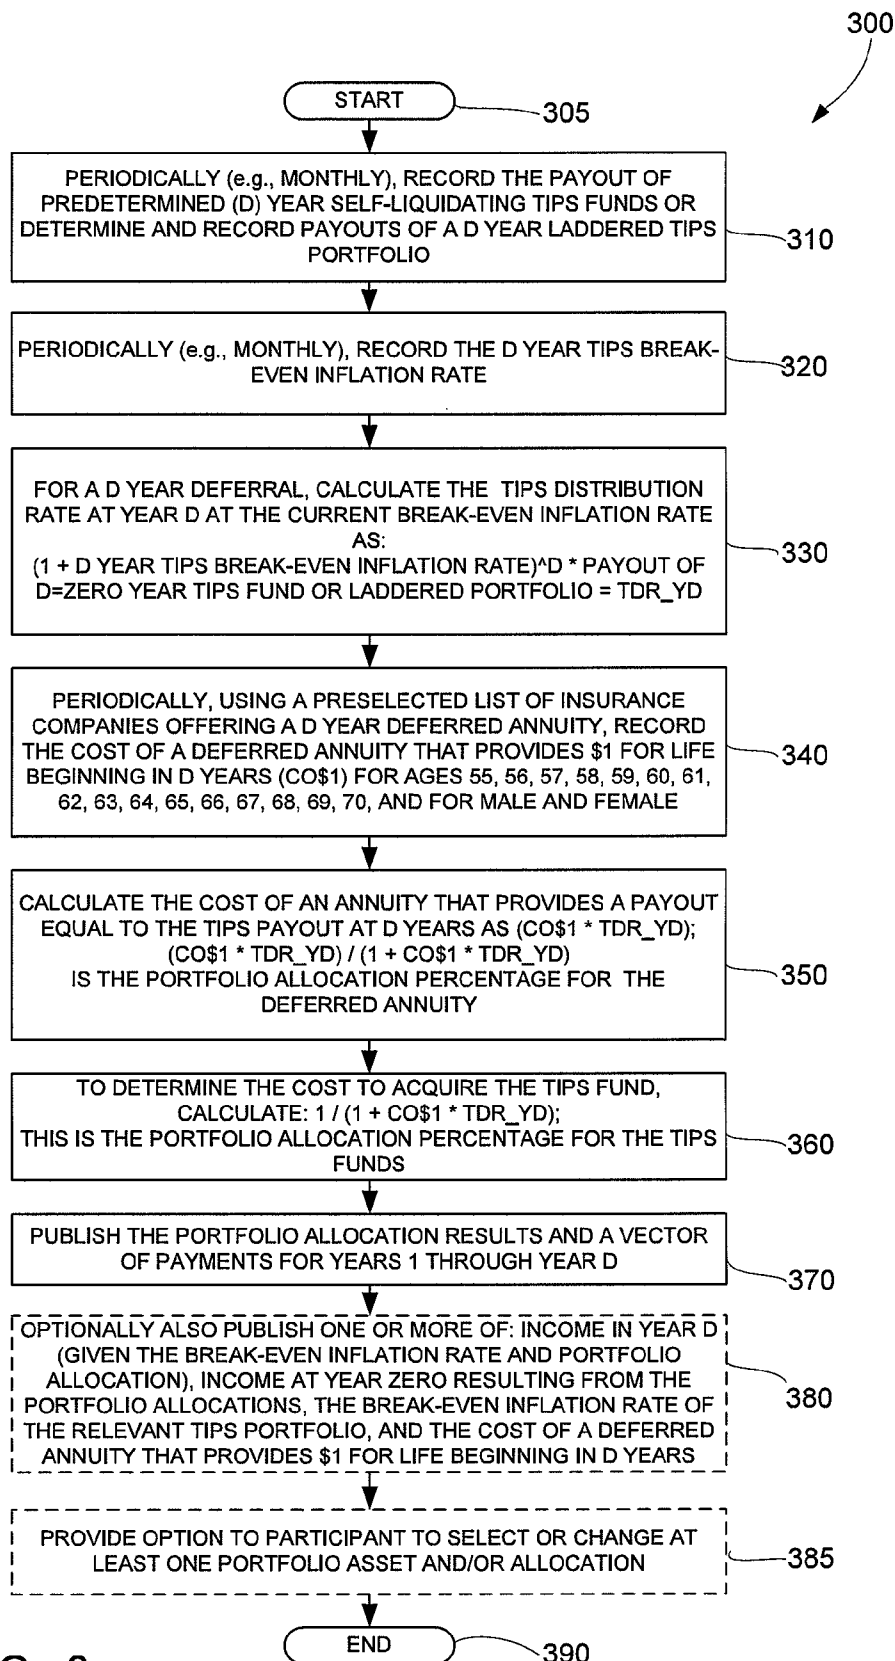 300
START
305
PERIODICALLY (e.g., MONTHLY), RECORD THE PAYOUT OF
PREDETERMINED (D) YEAR SELF-LIQUIDATING TIPS FUNDS OR
DETERMINE AND RECORD PAYOUTS OF A D YEAR LADDERED TIPS
PORTFOLIO
310
PERIODICALLY (e.g., MONTHLY), RECORD THE D YEAR TIPS BREAK-
EVEN INFLATION RATE
320
FOR A D YEAR DEFERRAL, CALCULATE THE TIPS DISTRIBUTION
RATE AT YEAR D AT THE CURRENT BREAK-EVEN INFLATION RATE
AS:
(1 + D YEAR TIPS BREAK-EVEN INFLATION RATE)^D * PAYOUT OF
D=ZERO YEAR TIPS FUND OR LADDERED PORTFOLIO = TDR_YD
330
PERIODICALLY, USING A PRESELECTED LIST OF INSURANCE
COMPANIES OFFERING A D YEAR DEFERRED ANNUITY, RECORD
THE COST OF A DEFERRED ANNUITY THAT PROVIDES $1 FOR LIFE
BEGINNING IN D YEARS (CO$1) FOR AGES 55, 56, 57, 58, 59, 60, 61,
62, 63, 64, 65, 66, 67, 68, 69, 70, AND FOR MALE AND FEMALE
340
CALCULATE THE COST OF AN ANNUITY THAT PROVIDES A PAYOUT
EQUAL TO THE TIPS PAYOUT AT D YEARS AS (CO$1 * TDR_YD);
(CO$1 * TDR_YD) / (1 + CO$1 * TDR_YD)
IS THE PORTFOLIO ALLOCATION PERCENTAGE FOR THE
DEFERRED ANNUITY
350
TO DETERMINE THE COST TO ACQUIRE THE TIPS FUND,
CALCULATE: 1 / (1 + CO$1 * TDR_YD);
THIS IS THE PORTFOLIO ALLOCATION PERCENTAGE FOR THE TIPS
FUNDS
360
PUBLISH THE PORTFOLIO ALLOCATION RESULTS AND A VECTOR
OF PAYMENTS FOR YEARS 1 THROUGH YEAR D
370
OPTIONALLY ALSO PUBLISH ONE OR MORE OF: INCOME IN YEAR D
(GIVEN THE BREAK-EVEN INFLATION RATE AND PORTFOLIO
ALLOCATION), INCOME AT YEAR ZERO RESULTING FROM THE
PORTFOLIO ALLOCATIONS, THE BREAK-EVEN INFLATION RATE OF
THE RELEVANT TIPS PORTFOLIO, AND THE COST OF A DEFERRED
ANNUITY THAT PROVIDES $1 FOR LIFE BEGINNING IN D YEARS
380
PROVIDE OPTION TO PARTICIPANT TO SELECT OR CHANGE AT
LEAST ONE PORTFOLIO ASSET AND/OR ALLOCATION
385
END
390